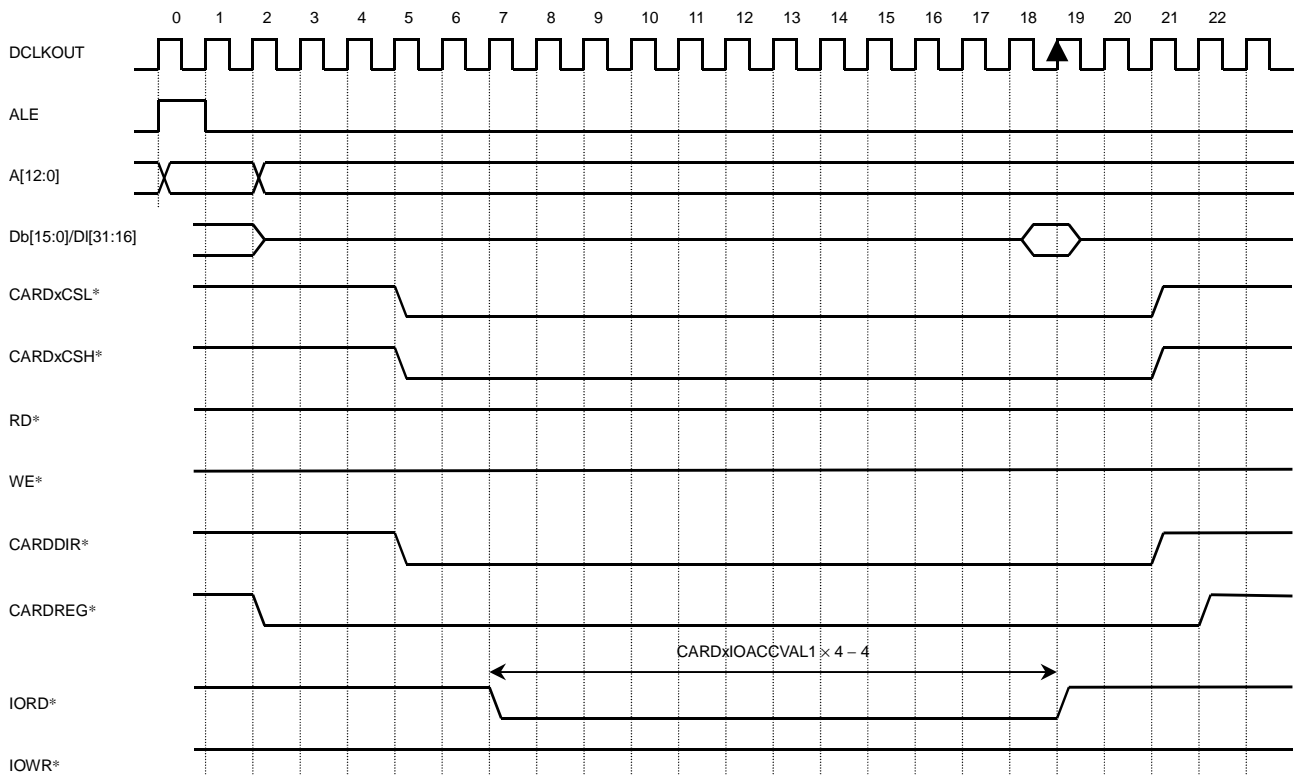 0 1 2 3 4 5 6 7 8 9 10 11 12 13 14 15 16 17 18 19 20 21 22
DCLKOUT
ALE
A[12:0]
Db[15:0]/Dl[31:16]
CARDxCSL*
CARDxCSH*
RD*
WE*
CARDDIR*
CARDREG*
CARDxIOACCVAL1 × 4 − 4
IORD*
IOWR*